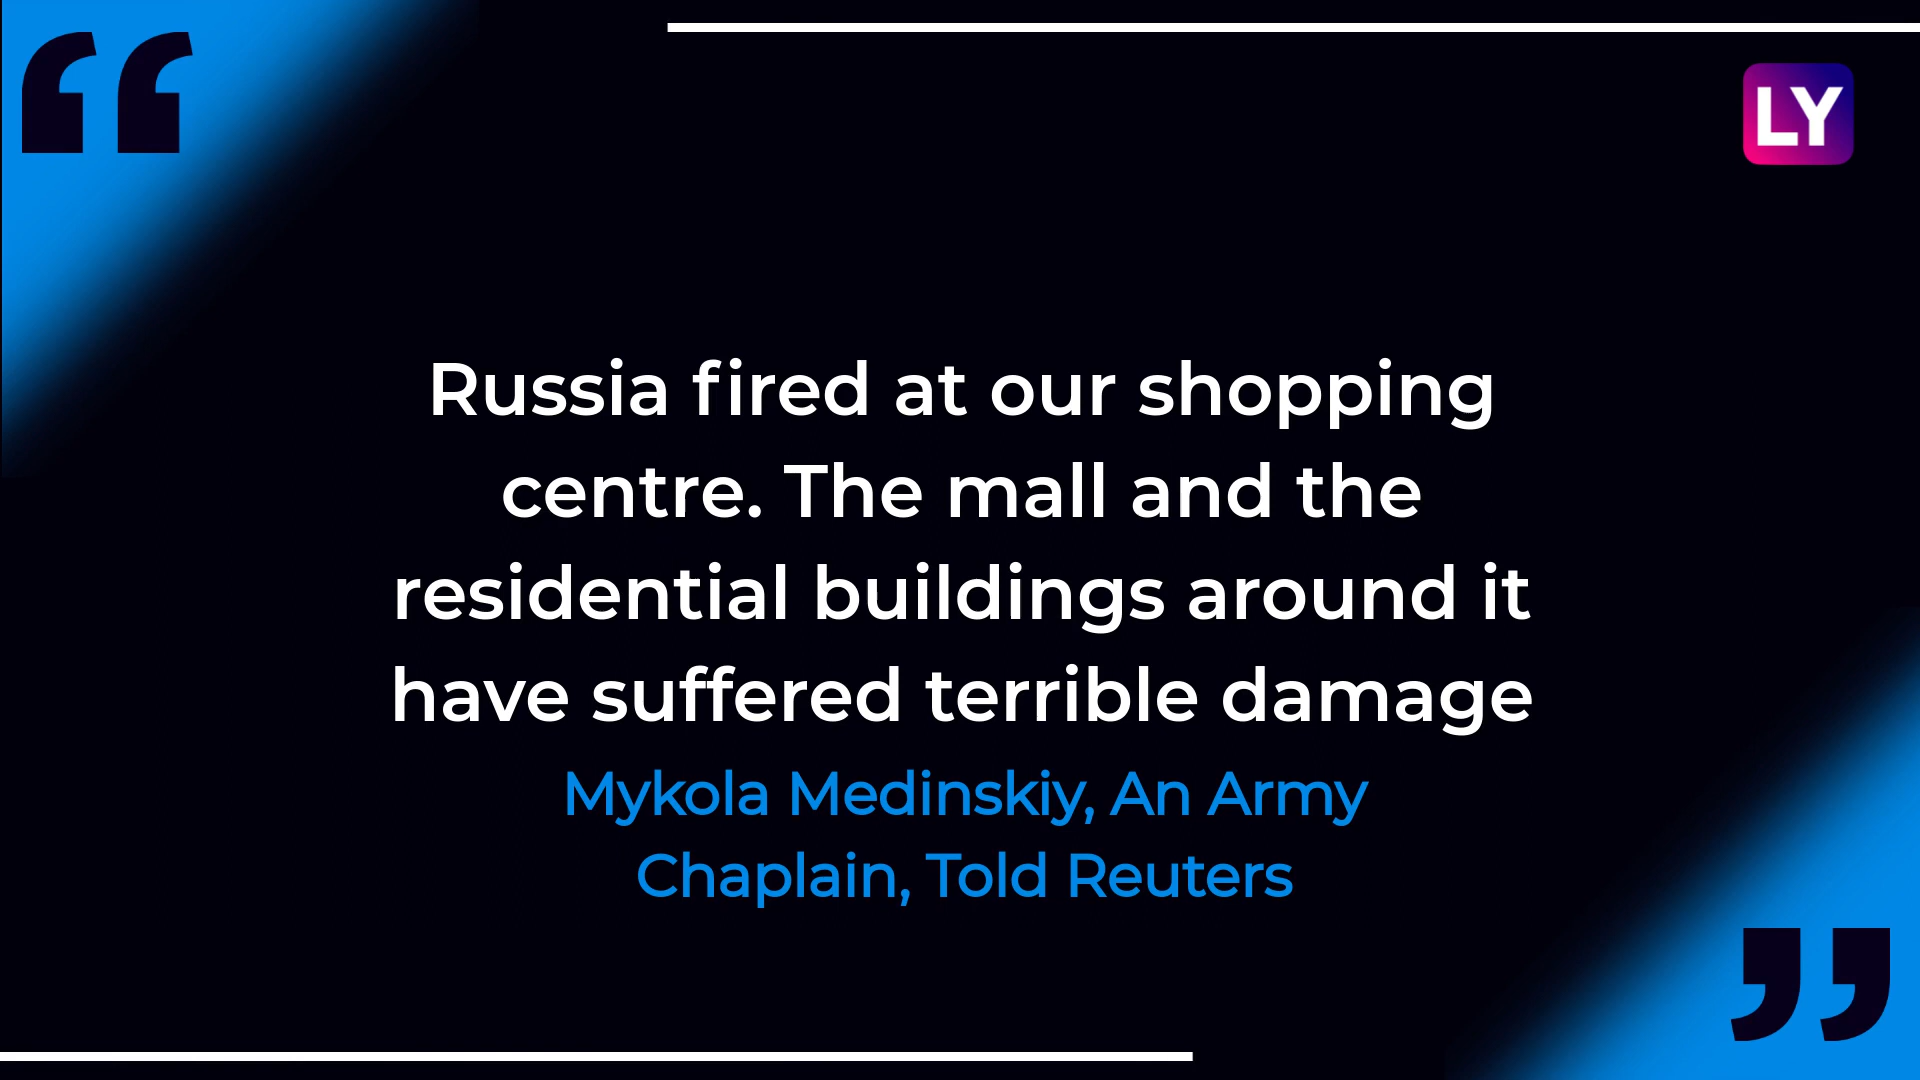 “
LY
Russia fired at our shopping
centre. The mall and the
residential buildings around it
have suffered terrible damage
Mykola Medinskiy, An Army
Chaplain, Told Reuters
”